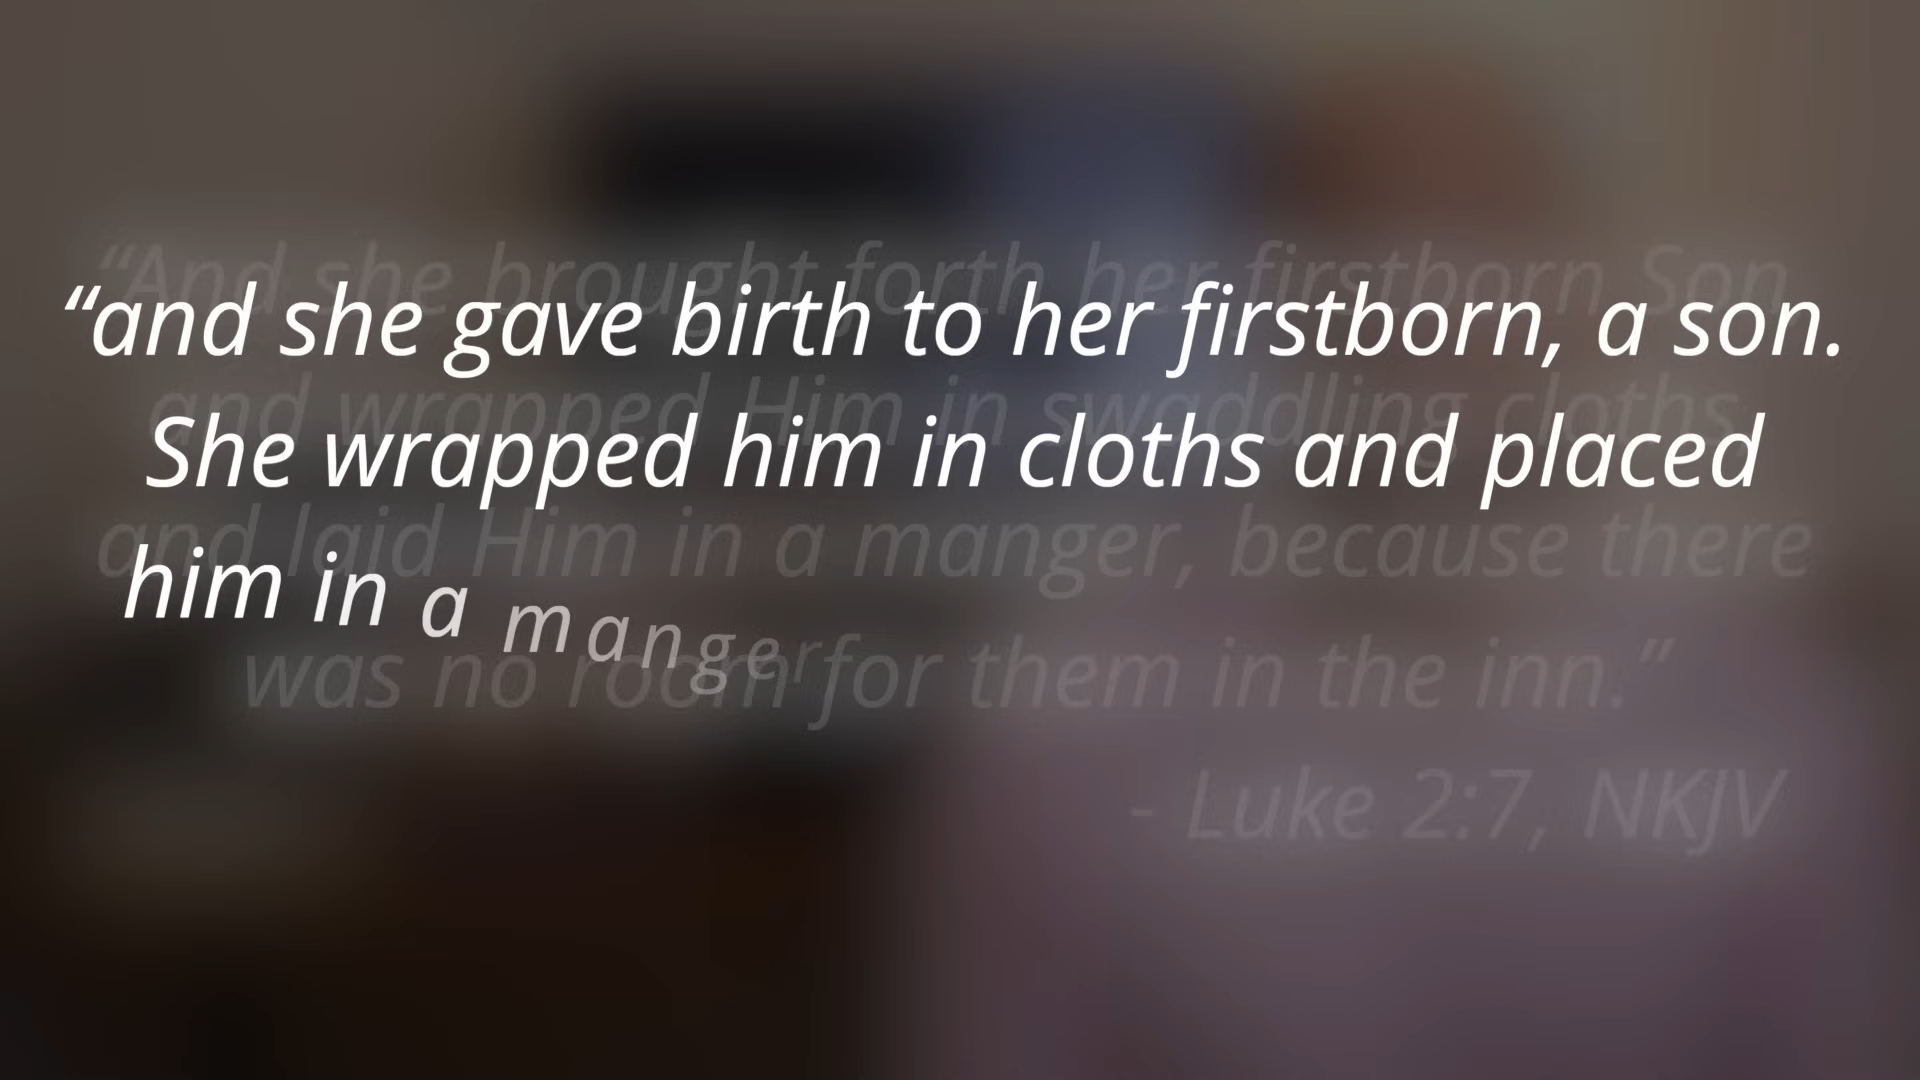 “And she brought forth her firstborn Son,
“and she gave birth to her firstborn, a son.
and wrapped Him in swaddling cloths,
She wrapped him in cloths and placed
and laid Him in a manger, because there
him in a manger
was no room for them in the inn.”
- Luke 2:7, NKJV